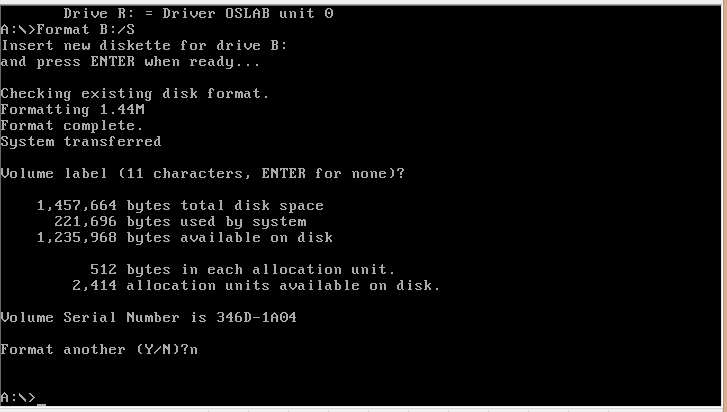 Drive R: = Driver OSLAB unit 0
A:\>Format B:/S
Insert new diskette for drive B:
and press ENTER when ready...
Checking existing disk format.
Formatting 1.44M
Format complete.
System transferred
Volume label (11 characters, ENTER for none)?
1,457,664 bytes total disk space
221,696 bytes used by system
1,235,968 bytes available on disk
512 bytes in each allocation unit.
2,414 allocation units available on disk.
Volume Serial Number is 346D-1A04
Format another (Y/N)?n
A:\>_